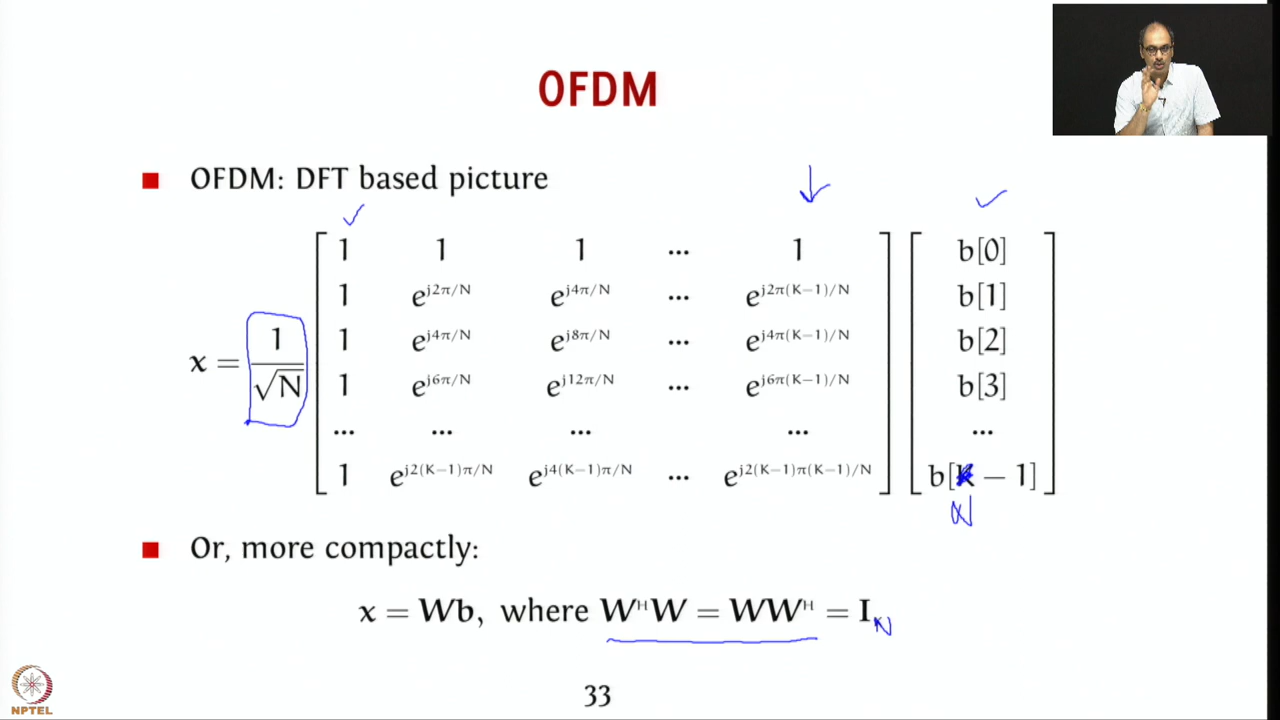 OFDM
OFDM: DFT based picture
x = 1/√N [ 1 1 1 ... 1 ; 1 e^{j2π/N} e^{j4π/N} ... e^{j2π(K−1)/N} ; 1 e^{j4π/N} e^{j8π/N} ... e^{j4π(K−1)/N} ; 1 e^{j6π/N} e^{j12π/N} ... e^{j6π(K−1)/N} ; ... ... ... ... ; 1 e^{j2(K−1)π/N} e^{j4(K−1)π/N} ... e^{j2(K−1)π(K−1)/N} ] [ b[0] ; b[1] ; b[2] ; b[3] ; ... ; b[K − 1] ]
N
Or, more compactly:
x = Wb, where WᴴW = WWᴴ = I_N
33
NPTEL